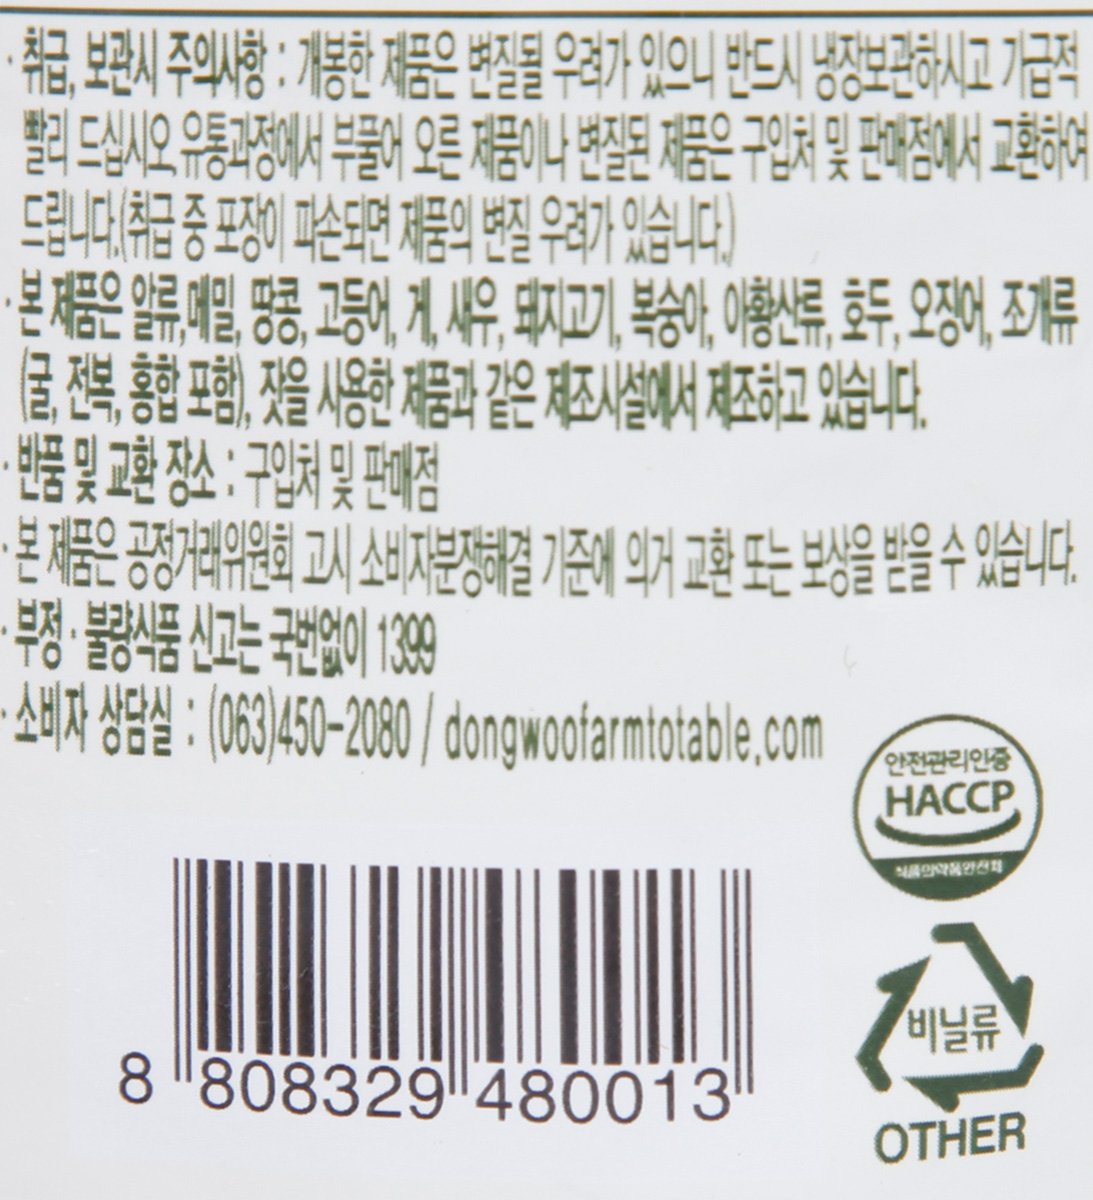 · 취급, 보관시 주의사항 : 개봉한 제품은 변질될 우려가 있으니 반드시 냉장보관하시고 가급적
빨리 드십시오. 유통과정에서 부풀어 오른 제품이나 변질된 제품은 구입처 및 판매점에서 교환하여
드립니다.(취급 중 포장이 파손되면 제품의 변질 우려가 있습니다.)
· 본 제품은 알류, 메밀, 땅콩, 고등어, 게, 새우, 돼지고기, 복숭아, 아황산류, 호두, 오징어, 조개류
(굴, 전복, 홍합 포함), 잣을 사용한 제품과 같은 제조시설에서 제조하고 있습니다.
· 반품 및 교환 장소 : 구입처 및 판매점
· 본 제품은 공정거래위원회 고시 소비자분쟁해결 기준에 의거 교환 또는 보상을 받을 수 있습니다.
· 부정 · 불량식품 신고는 국번없이 1399
· 소비자 상담실 : (063)450-2080 / dongwoofarmtotable.com
안전관리인증
HACCP
식품의약품안전처
비닐류
OTHER
8 808329 480013